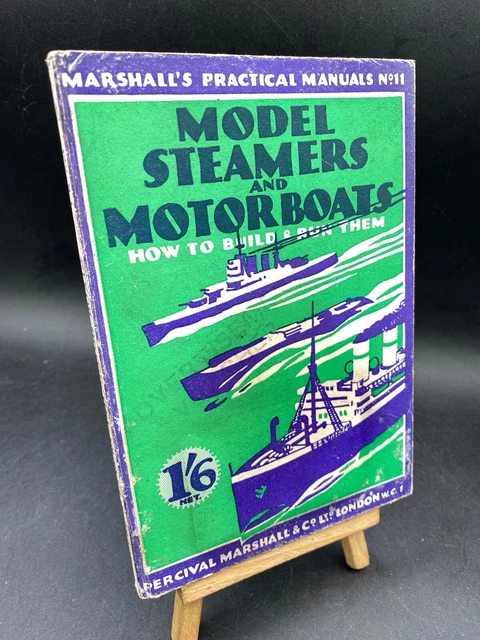 MARSHALL'S PRACTICAL MANUALS Nº11
MODEL
STEAMERS
AND
MOTORBOATS
HOW TO BUILD & RUN THEM
1'6
NET.
PERCIVAL MARSHALL & Cº LTD LONDON W.C.1